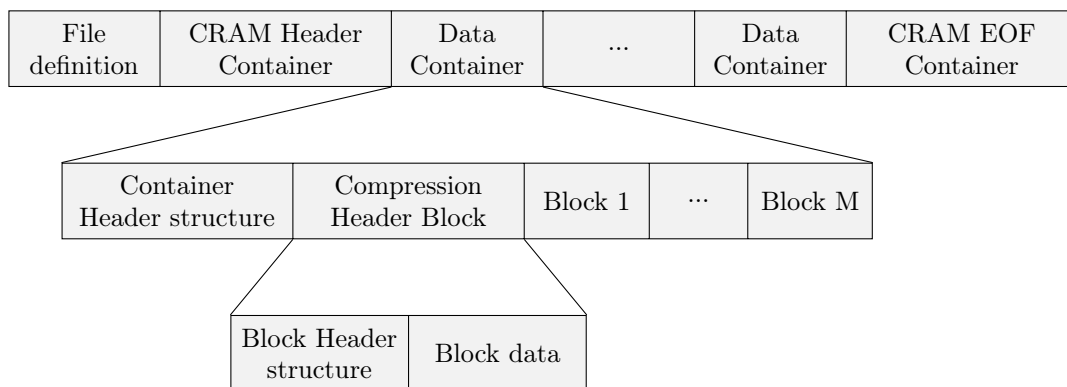 File
definition
CRAM Header
Container
Data
Container
...
Data
Container
CRAM EOF
Container
Container
Header structure
Compression
Header Block
Block 1
...
Block M
Block Header
structure
Block data